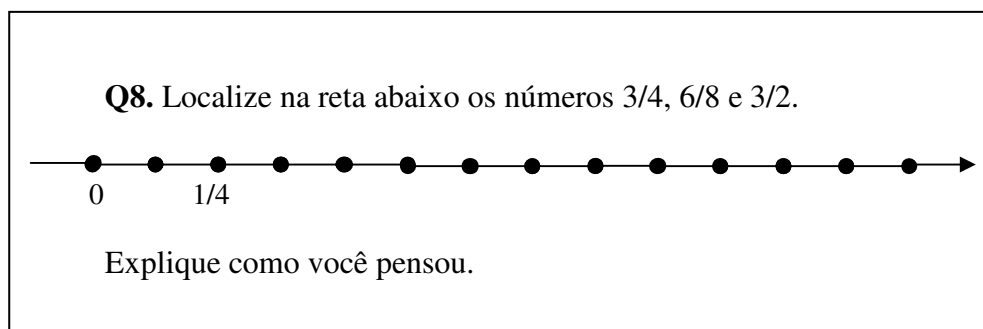 Q8. Localize na reta abaixo os números 3/4, 6/8 e 3/2.
0 1/4
Explique como você pensou.